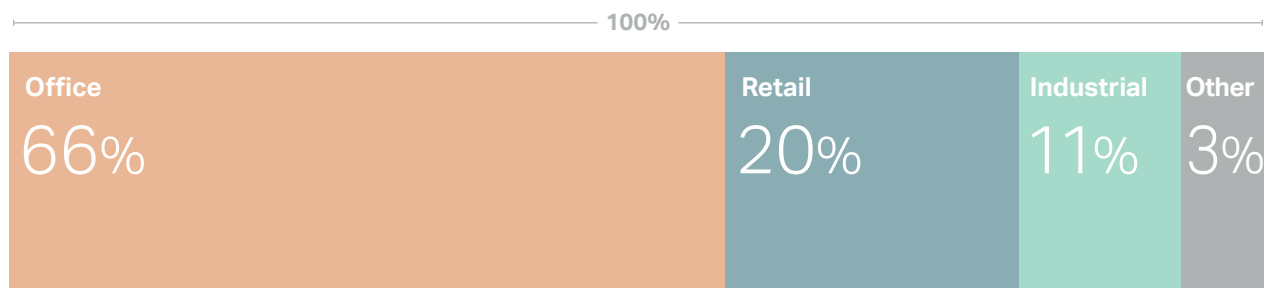 100%
Office
66%
Retail
20%
Industrial
11%
Other
3%